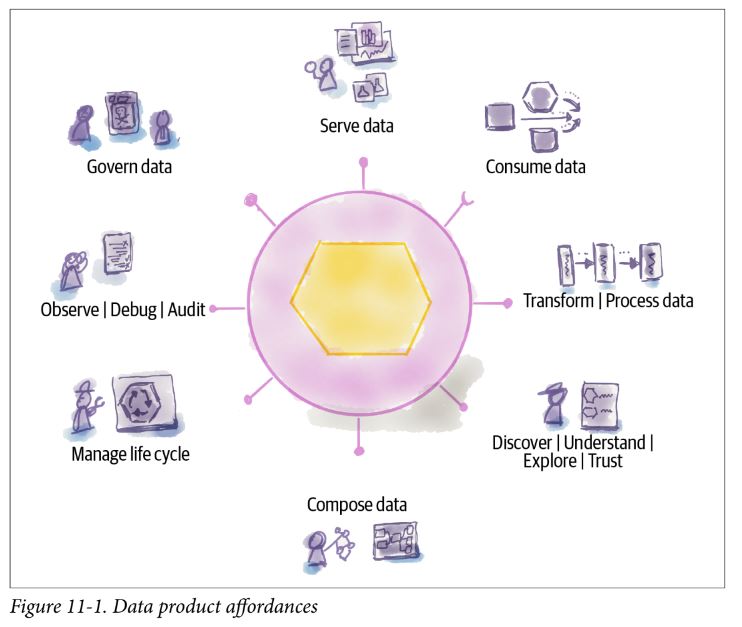 Serve data
Govern data
Consume data
Observe | Debug | Audit
Transform | Process data
Manage life cycle
Discover | Understand |
Explore | Trust
Compose data
Figure 11-1. Data product affordances